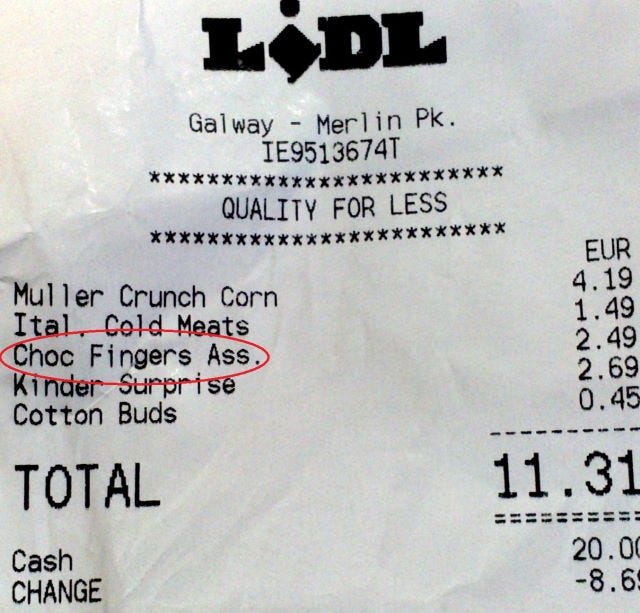 LiDL
Galway - Merlin Pk.
IE9513674T
*************************
QUALITY FOR LESS
*************************
EUR
Muller Crunch Corn 4.19
Ital. Cold Meats 1.49
Choc Fingers Ass. 2.49
Kinder Surprise 2.69
Cotton Buds 0.45
TOTAL 11.31
Cash 20.00
CHANGE -8.69